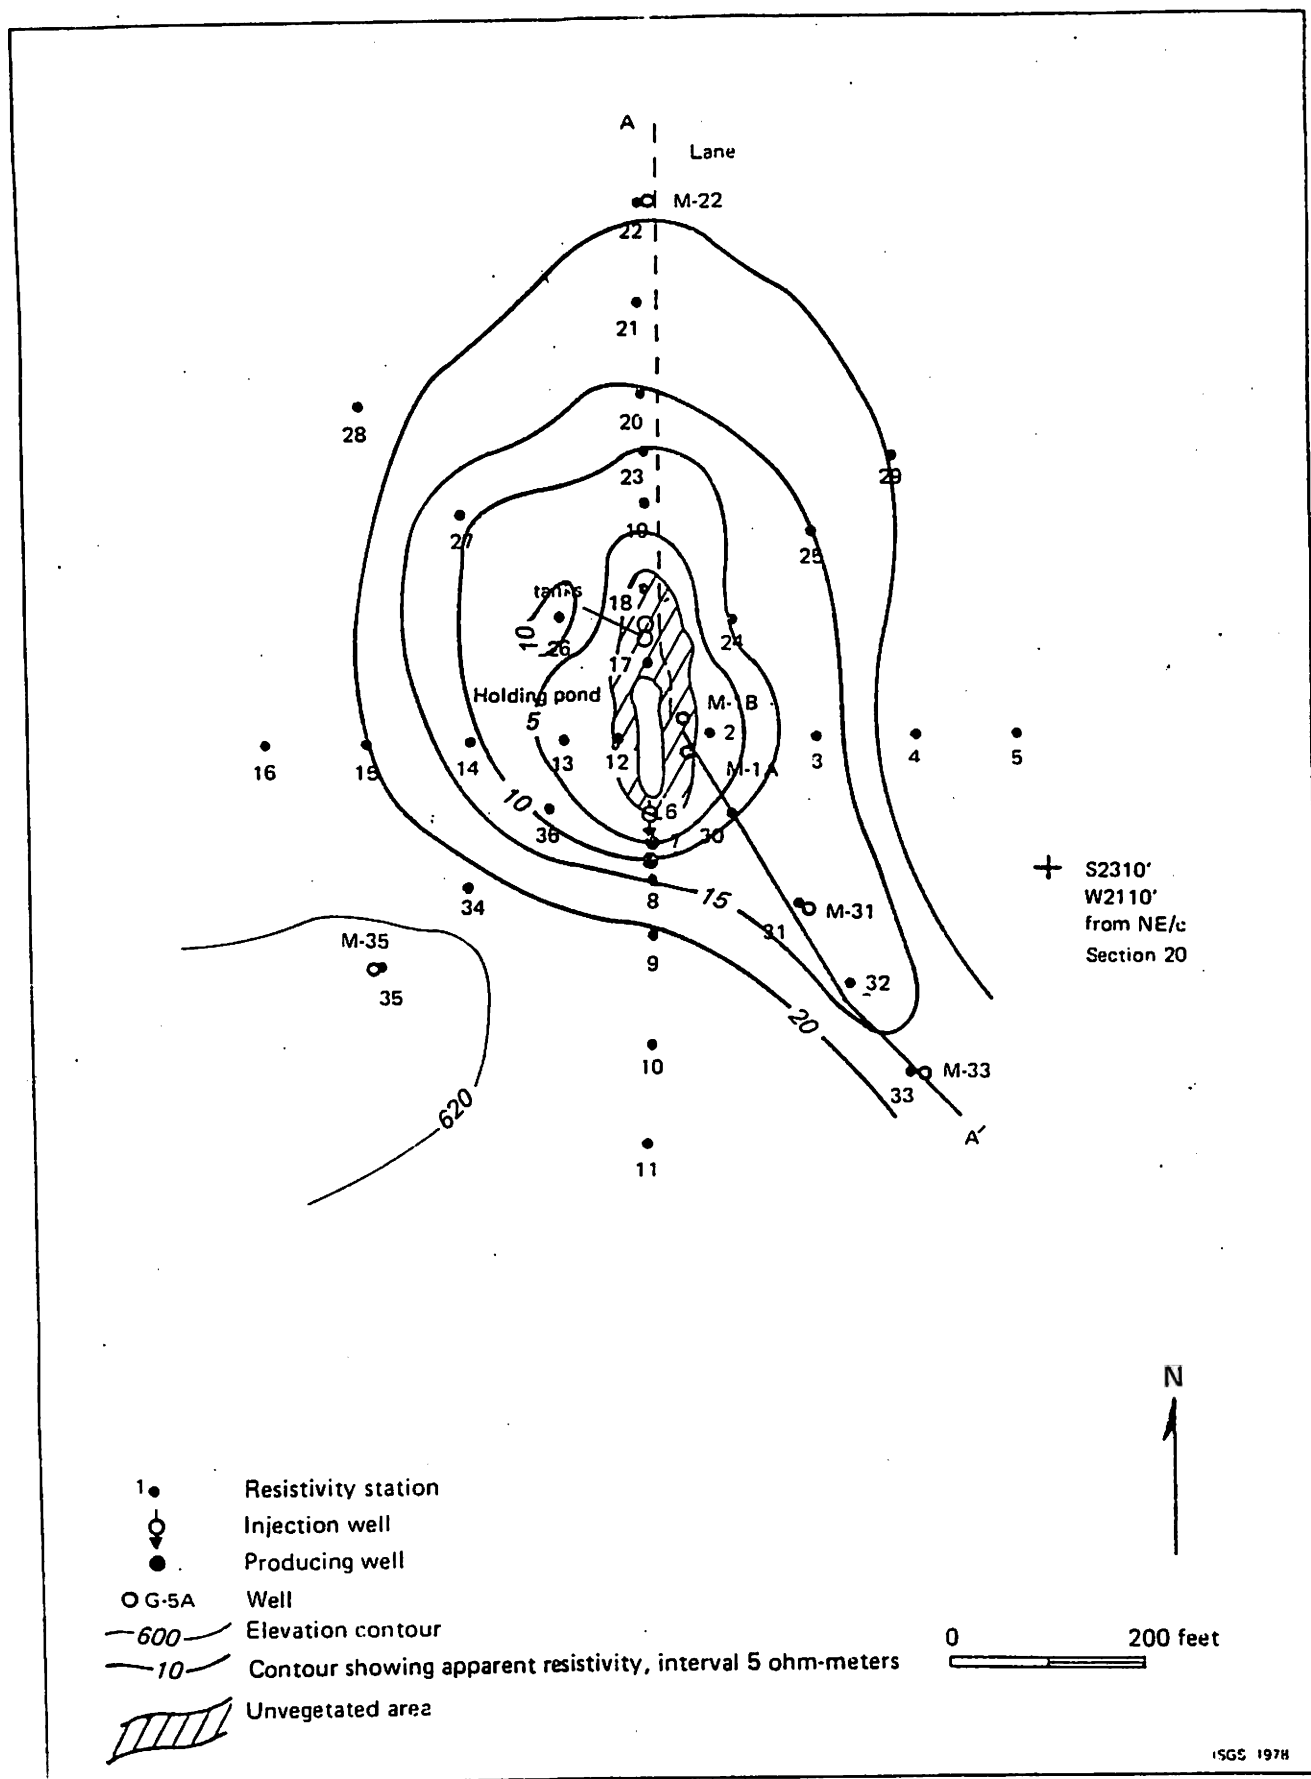 A
Lane
M-22
22
21
20
28
23
29
19
27
25
tanks
18
24
10
26
17
Holding pond
M-1B
5
2
16
15
14
13
12
M-1A
3
4
5
10
6
36
7
30
S2310'
8
15
W2110'
34
M-31
from NE/c
31
Section 20
M-35
9
32
35
20
10
M-33
33
620
A'
11
N
1 Resistivity station
Injection well
Producing well
G-5A Well
600 Elevation contour
0 200 feet
10 Contour showing apparent resistivity, interval 5 ohm-meters
Unvegetated area
ISGS 1978